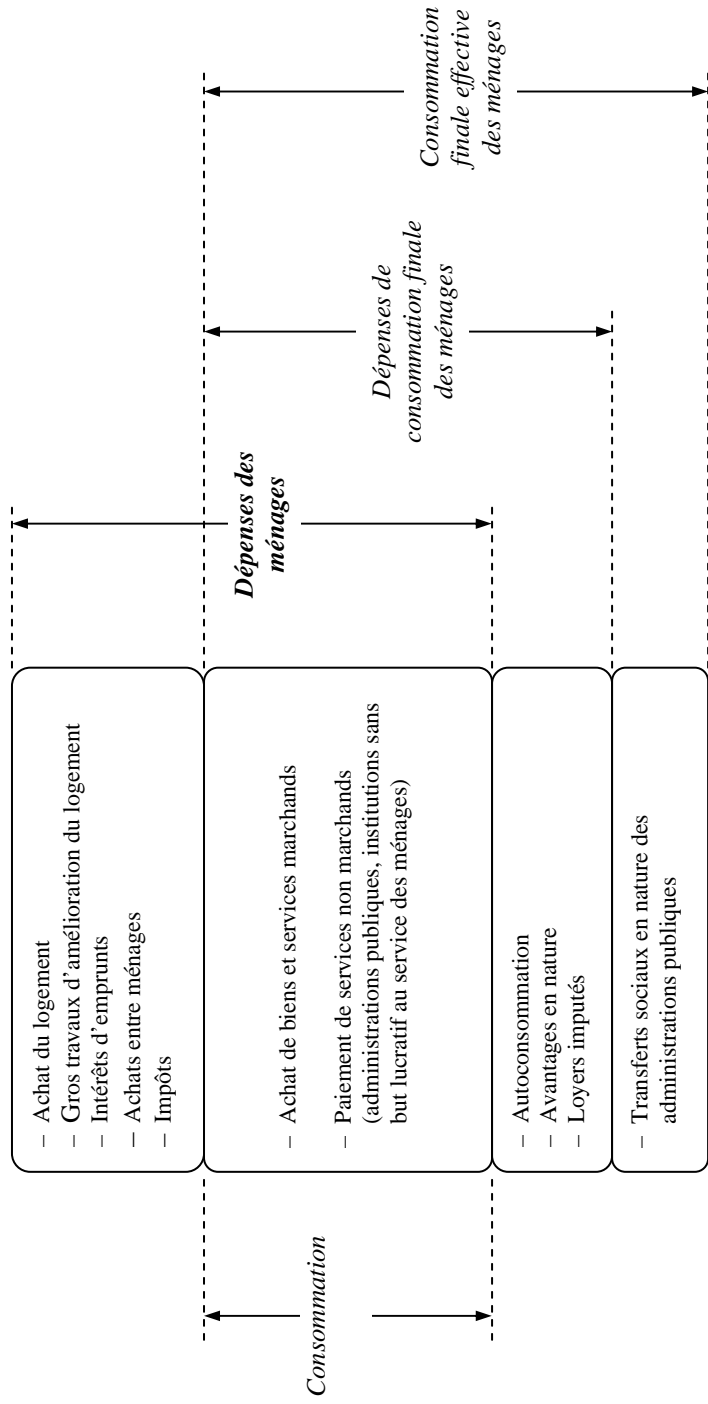 Consommation
– Achat du logement
– Gros travaux d’amélioration du logement
– Intérêts d’emprunts
– Achats entre ménages
– Impôts
– Achat de biens et services marchands
– Paiement de services non marchands
(administrations publiques, institutions sans
but lucratif au service des ménages)
– Autoconsommation
– Avantages en nature
– Loyers imputés
– Transferts sociaux en nature des
administrations publiques
Dépenses des
ménages
Dépenses de
consommation finale
des ménages
Consommation
finale effective
des ménages